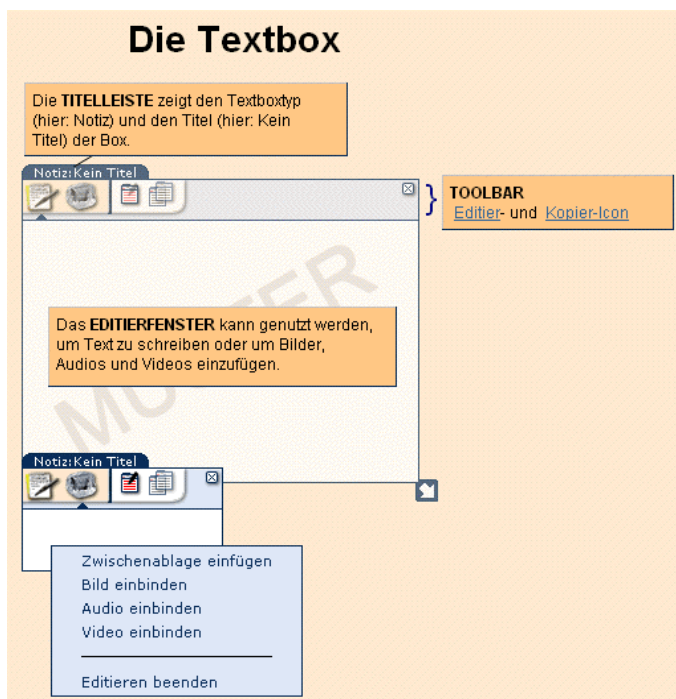 Die Textbox
Die TITELLEISTE zeigt den Textboxtyp
(hier: Notiz) und den Titel (hier: Kein
Titel) der Box.
Notiz:Kein Titel
TOOLBAR
Editier- und Kopier-Icon
MUSTER
Das EDITIERFENSTER kann genutzt werden,
um Text zu schreiben oder um Bilder,
Audios und Videos einzufügen.
Notiz:Kein Titel
Zwischenablage einfügen
Bild einbinden
Audio einbinden
Video einbinden
Editieren beenden